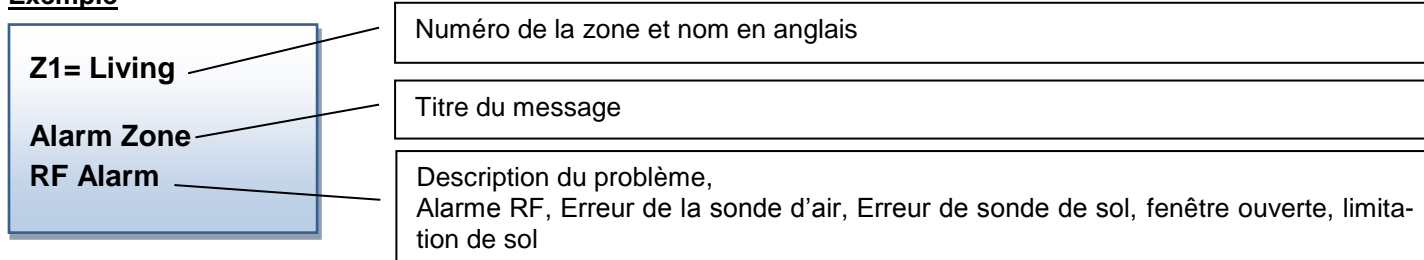 Exemple
Z1= Living
Numéro de la zone et nom en anglais
Alarm Zone
Titre du message
RF Alarm
Description du problème,
Alarme RF, Erreur de la sonde d'air, Erreur de sonde de sol, fenêtre ouverte, limita-
tion de sol